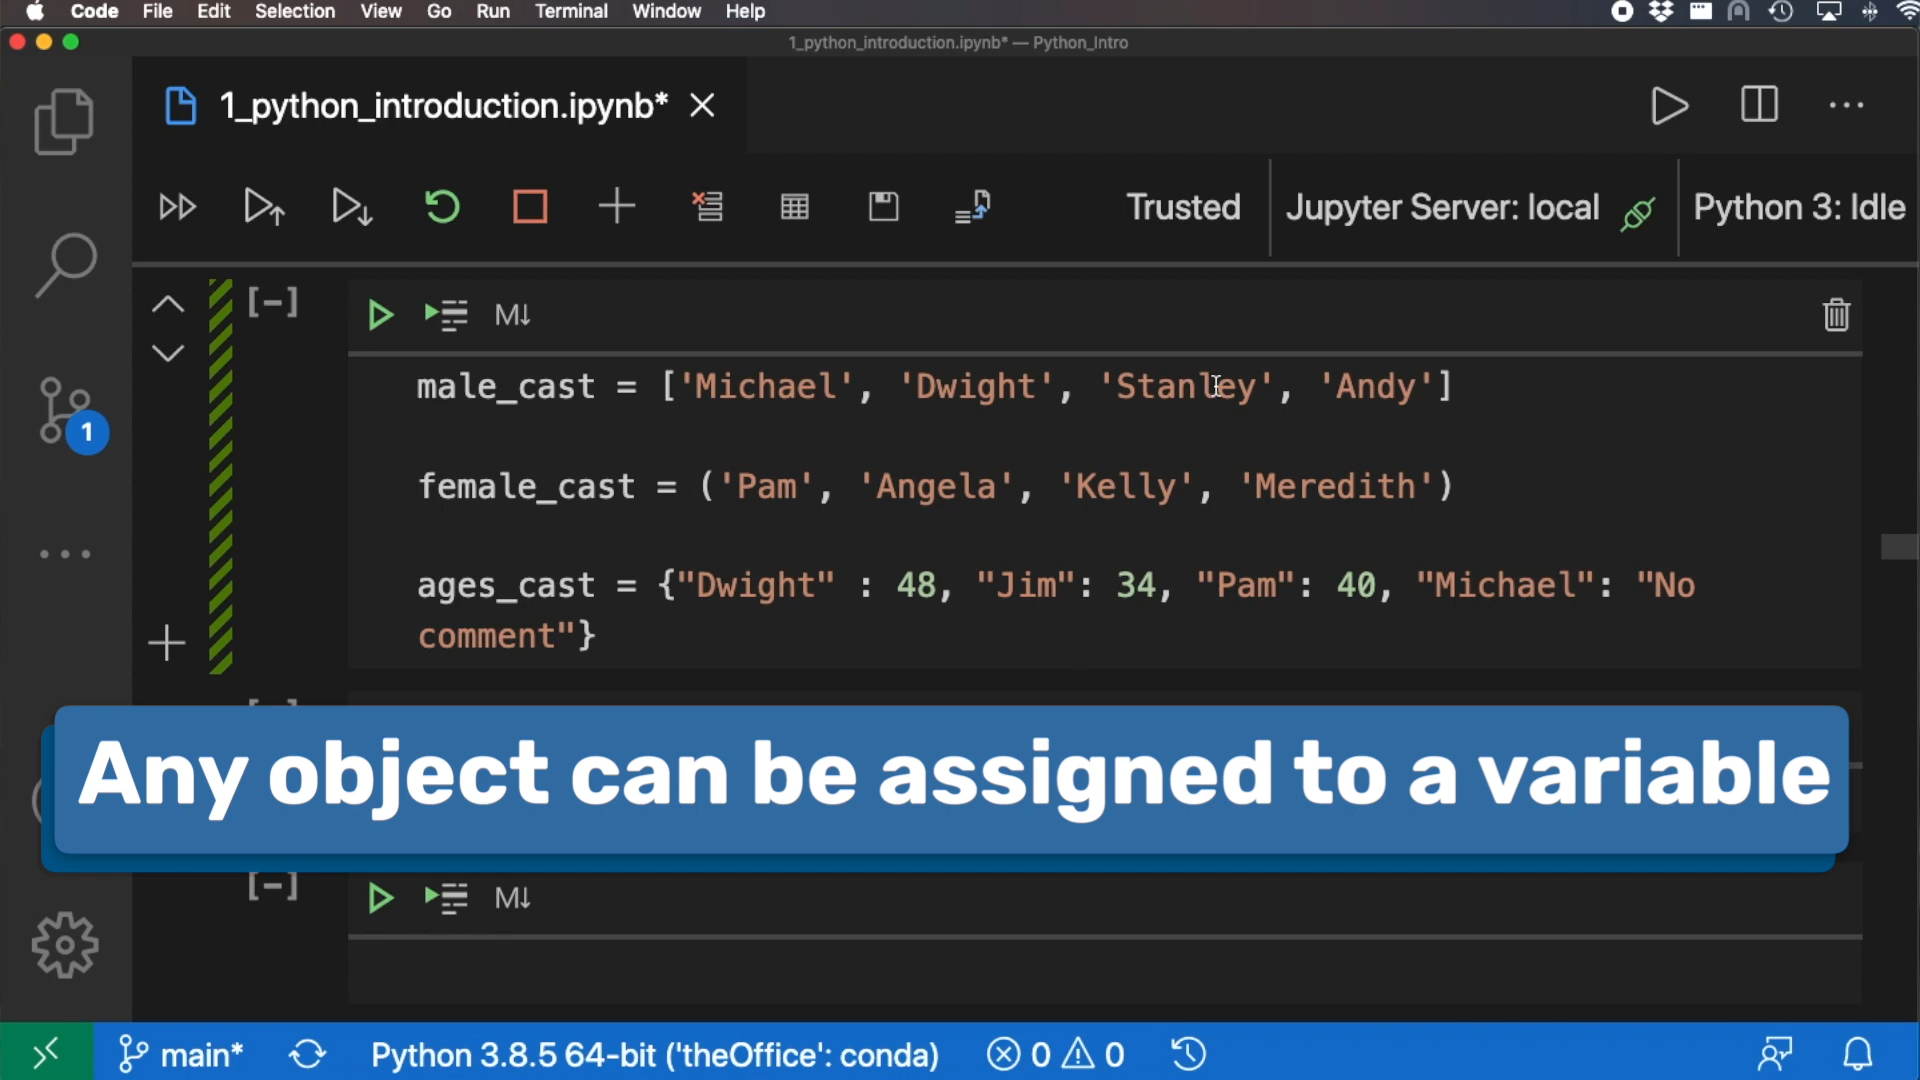 Code File Edit Selection View Go Run Terminal Window Help
1_python_introduction.ipynb* — Python_Intro
1_python_introduction.ipynb*
Trusted
Jupyter Server: local
Python 3: Idle
[-]
M↓
male_cast = ['Michael', 'Dwight', 'Stanley', 'Andy']
female_cast = ('Pam', 'Angela', 'Kelly', 'Meredith')
1
ages_cast = {"Dwight" : 48, "Jim": 34, "Pam": 40, "Michael": "No
comment"}
Any object can be assigned to a variable
[-]
M↓
main* Python 3.8.5 64-bit ('theOffice': conda) 0 0